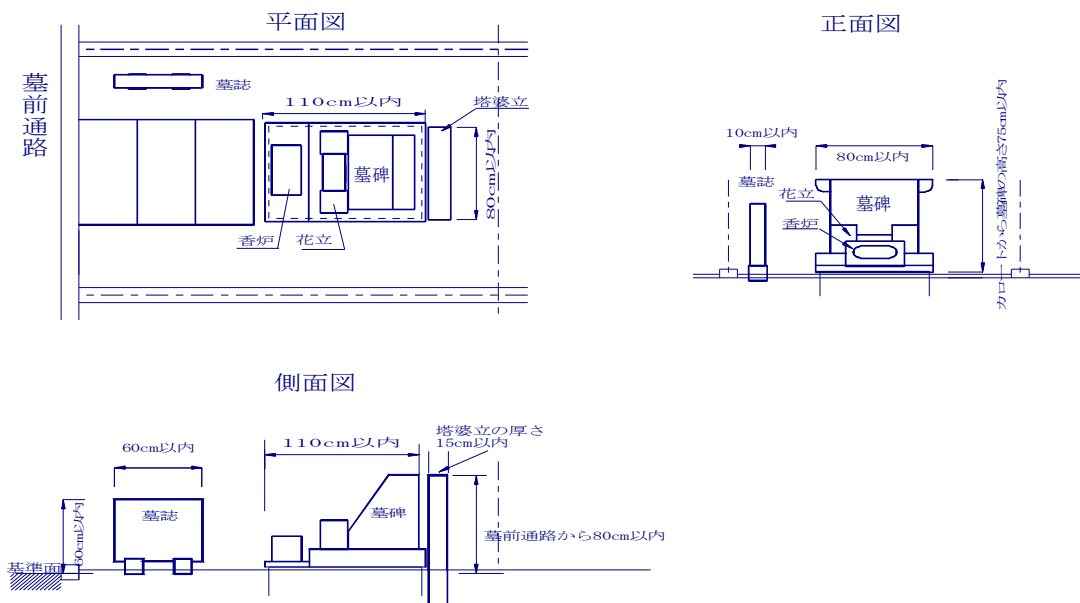 平面図
墓前通路
墓誌
110cm以内
塔婆立
墓碑
80cm以内
香炉
花立
正面図
10cm以内
墓誌
80cm以内
花立
墓碑
香炉
側面図
60cm以内
墓誌
60cm以内
基準面
110cm以内
塔婆立の厚さ
15cm以内
墓碑
墓前通路から80cm以内